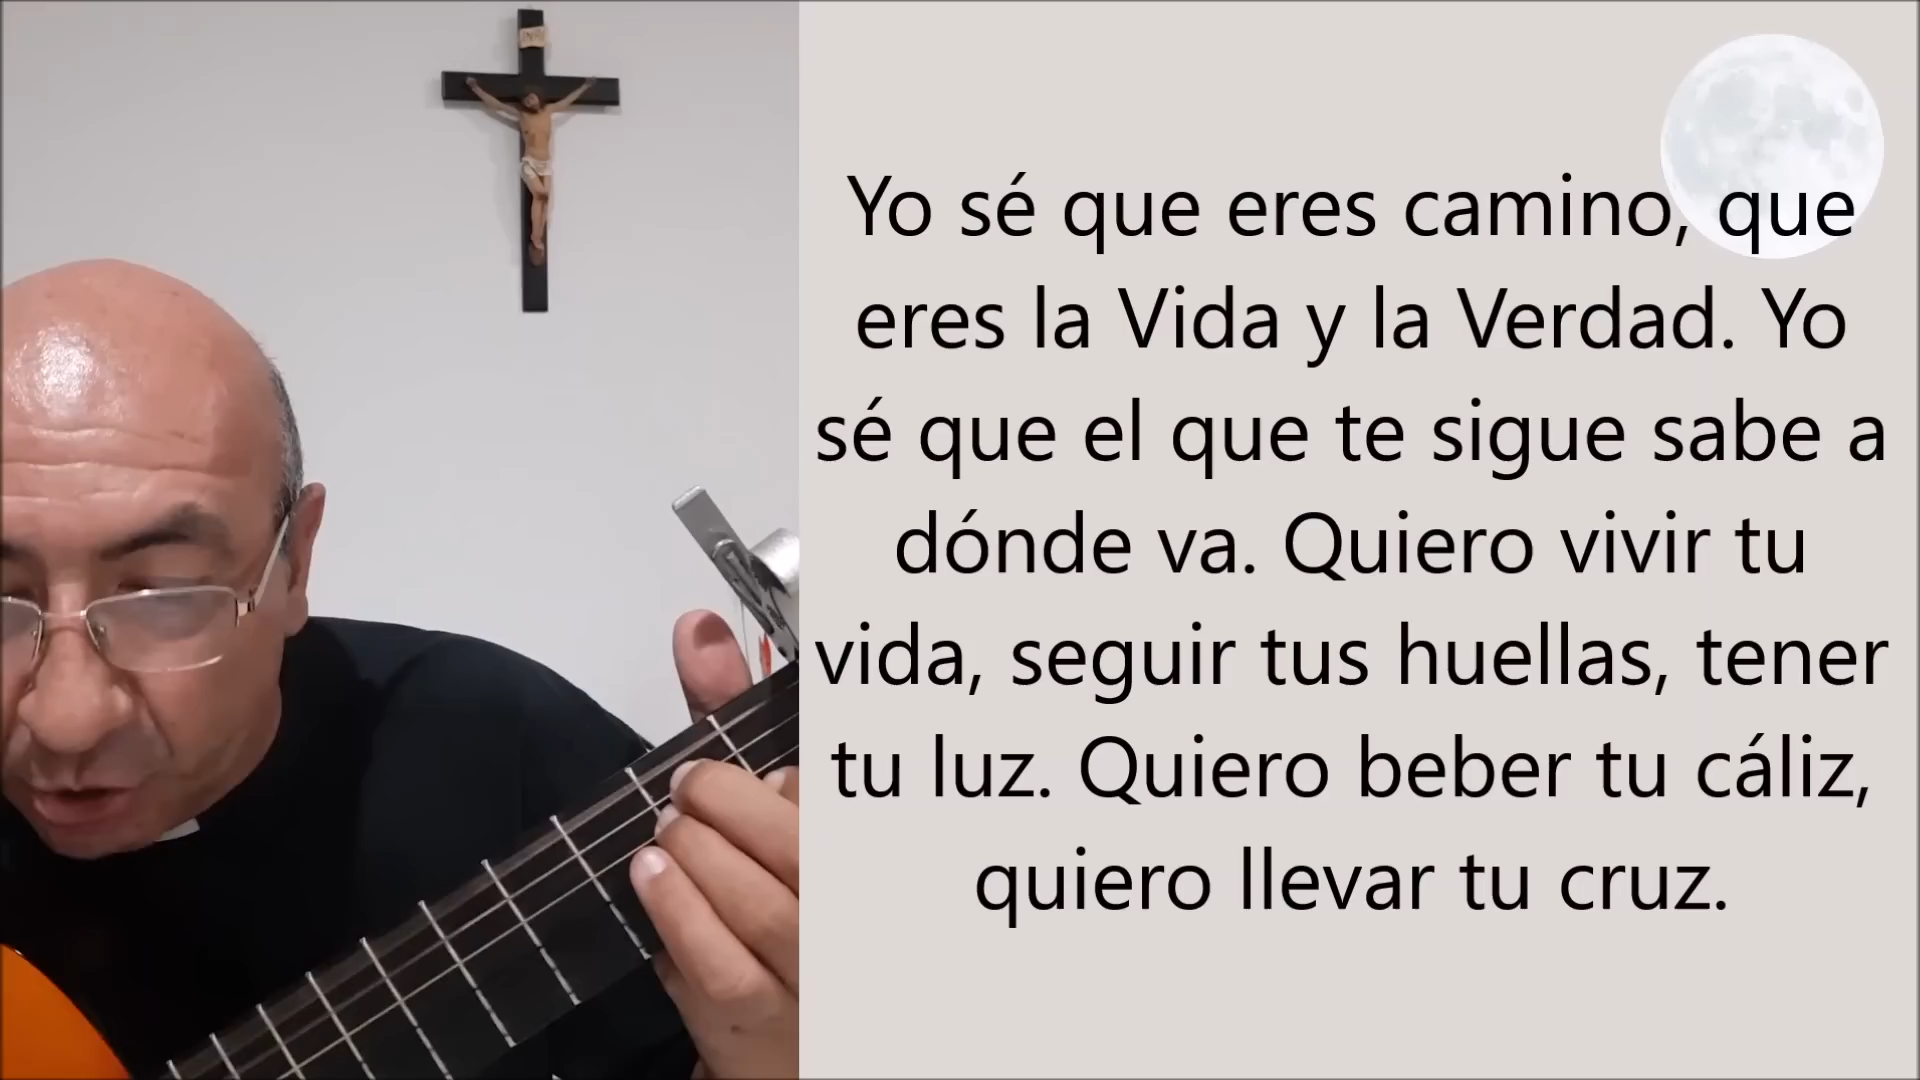 Yo sé que eres camino, que
eres la Vida y la Verdad. Yo
sé que el que te sigue sabe a
dónde va. Quiero vivir tu
vida, seguir tus huellas, tener
tu luz. Quiero beber tu cáliz,
quiero llevar tu cruz.